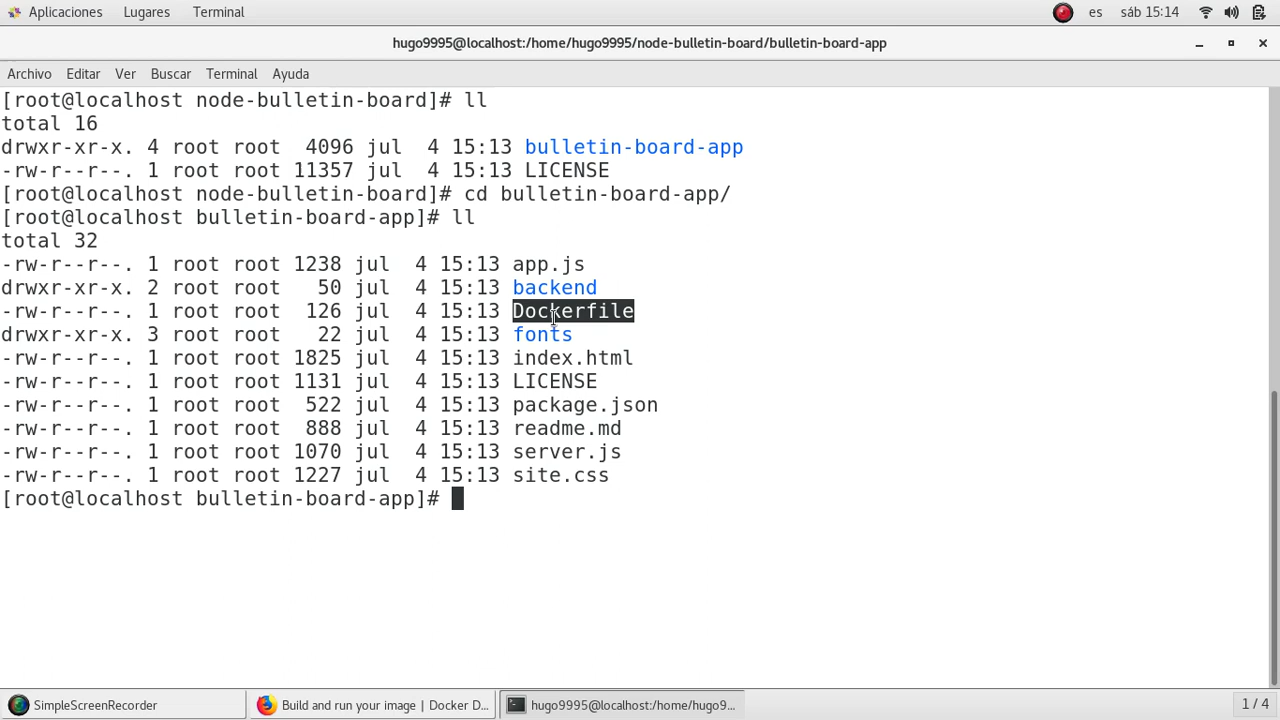 Aplicaciones Lugares Terminal es sáb 15:14
hugo9995@localhost:/home/hugo9995/node-bulletin-board/bulletin-board-app
Archivo Editar Ver Buscar Terminal Ayuda
[root@localhost node-bulletin-board]# ll
total 16
drwxr-xr-x. 4 root root  4096 jul  4 15:13 bulletin-board-app
-rw-r--r--. 1 root root 11357 jul  4 15:13 LICENSE
[root@localhost node-bulletin-board]# cd bulletin-board-app/
[root@localhost bulletin-board-app]# ll
total 32
-rw-r--r--. 1 root root 1238 jul  4 15:13 app.js
drwxr-xr-x. 2 root root   50 jul  4 15:13 backend
-rw-r--r--. 1 root root  126 jul  4 15:13 Dockerfile
drwxr-xr-x. 3 root root   22 jul  4 15:13 fonts
-rw-r--r--. 1 root root 1825 jul  4 15:13 index.html
-rw-r--r--. 1 root root 1131 jul  4 15:13 LICENSE
-rw-r--r--. 1 root root  522 jul  4 15:13 package.json
-rw-r--r--. 1 root root  888 jul  4 15:13 readme.md
-rw-r--r--. 1 root root 1070 jul  4 15:13 server.js
-rw-r--r--. 1 root root 1227 jul  4 15:13 site.css
[root@localhost bulletin-board-app]#
SimpleScreenRecorder Build and run your image | Docker D... hugo9995@localhost:/home/hugo9... 1 / 4